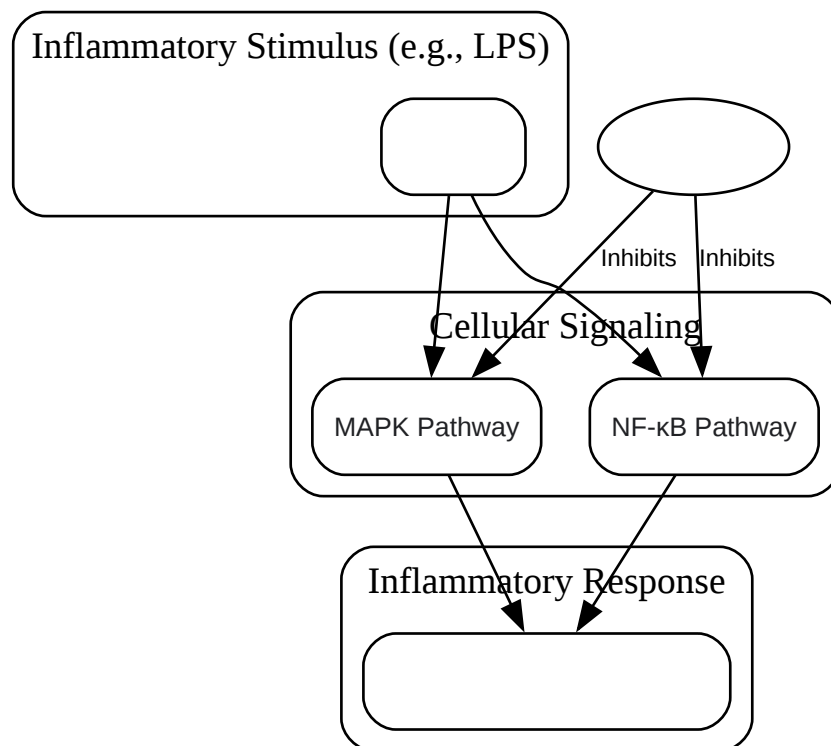 Inflammatory Stimulus (e.g., LPS)
Inhibits
Inhibits
Cellular Signaling
MAPK Pathway
NF-κB Pathway
Inflammatory Response